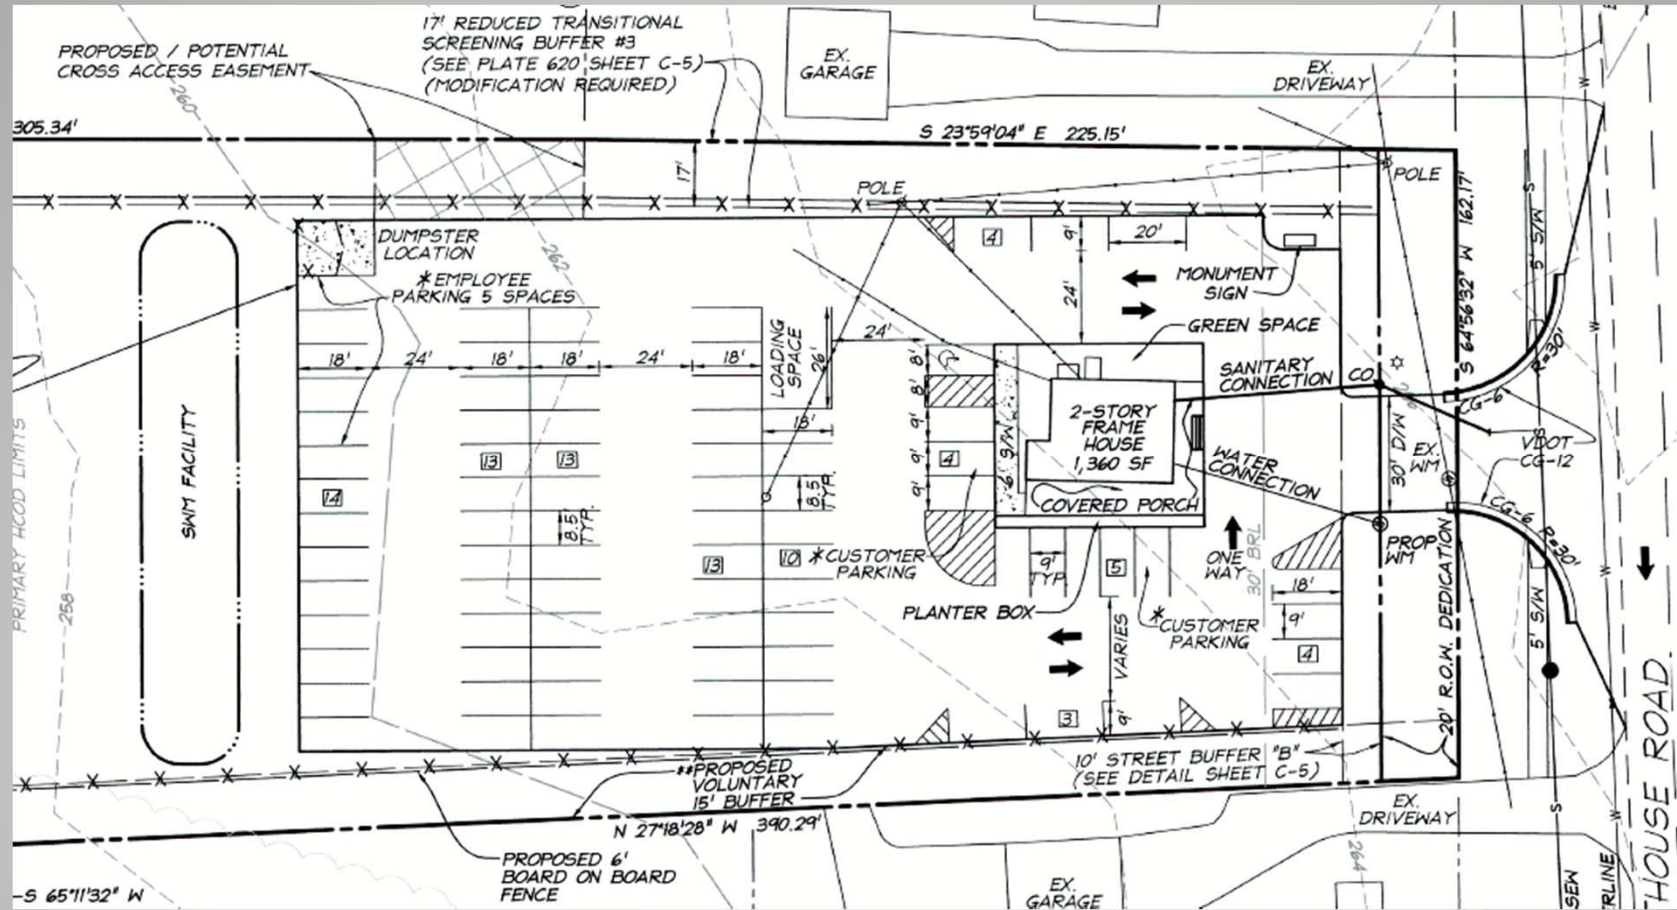 17' REDUCED TRANSITIONAL
SCREENING BUFFER #3
(SEE PLATE 620 SHEET C-5)
(MODIFICATION REQUIRED)
PROPOSED / POTENTIAL
CROSS ACCESS EASEMENT
EX.
GARAGE
EX.
DRIVEWAY
260
305.34'
S 23°59'04" E 225.15'
17'
POLE
POLE
S 64°56'32" W 162.17'
5' S/W
S
W
DUMPSTER
LOCATION
262
*EMPLOYEE
PARKING 5 SPACES
4
9'
20'
24'
MONUMENT
SIGN
GREEN SPACE
SANITARY
CONNECTION
CO
R=30'
CG-6
18'
24'
18'
18'
24'
18'
LOADING
SPACE
26'
24'
18'
8'
8'
9'
9'
9'
4
6' S/W
2-STORY
FRAME
HOUSE
1,360 SF
COVERED PORCH
WATER
CONNECTION
30' D/W
EX.
WM
VDOT
CG-12
CG-6
R=30'
PRIMARY HCOD LIMITS
SWM FACILITY
258
14
13
13
8.5'
TYP.
8.5'
TYP.
13
10
*CUSTOMER
PARKING
9'
TYP.
5
ONE
WAY
30' BRL
PROP
WM
18'
9'
4
PLANTER BOX
*CUSTOMER
PARKING
VARIES
3
9'
20' R.O.W. DEDICATION
5' S/W
W
W
10' STREET BUFFER "B"
(SEE DETAIL SHEET C-5)
**PROPOSED
VOLUNTARY
15' BUFFER
N 27°18'28" W 390.29'
PROPOSED 6'
BOARD ON BOARD
FENCE
S 65°11'32" W
EX.
DRIVEWAY
264
EX.
GARAGE
S
W
SEW
ERLINE
HOUSE ROAD